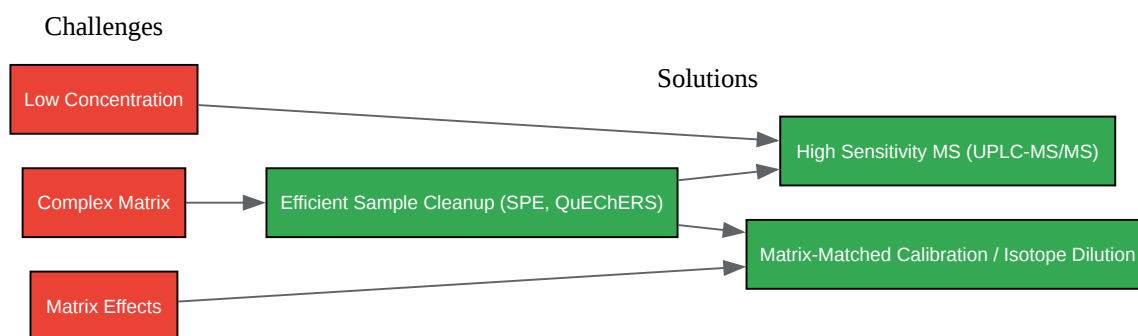 Challenges
Low Concentration
Solutions
High Sensitivity MS (UPLC-MS/MS)
Complex Matrix
Efficient Sample Cleanup (SPE, QuEChERS)
Matrix-Matched Calibration / Isotope Dilution
Matrix Effects